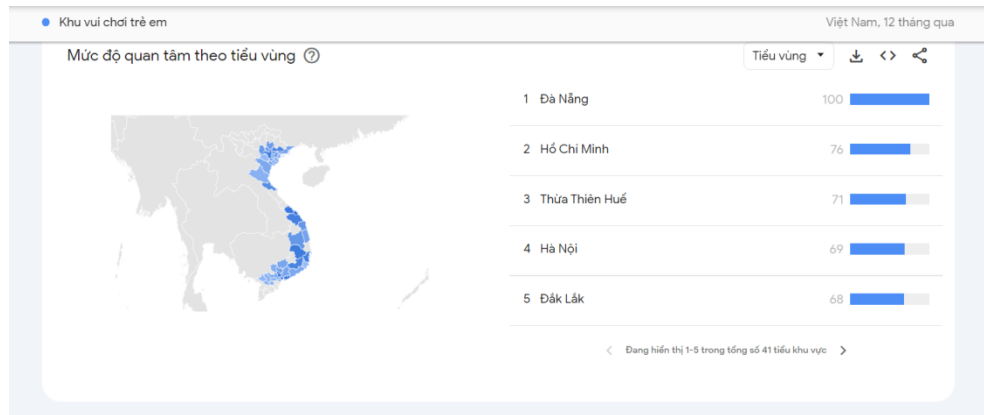 Khu vui chơi trẻ em
Việt Nam, 12 tháng qua
Mức độ quan tâm theo tiểu vùng
Tiểu vùng
1 Đà Nẵng 100
2 Hồ Chí Minh 76
3 Thừa Thiên Huế 71
4 Hà Nội 69
5 Đắk Lắk 68
Đang hiển thị 1-5 trong tổng số 41 tiểu khu vực